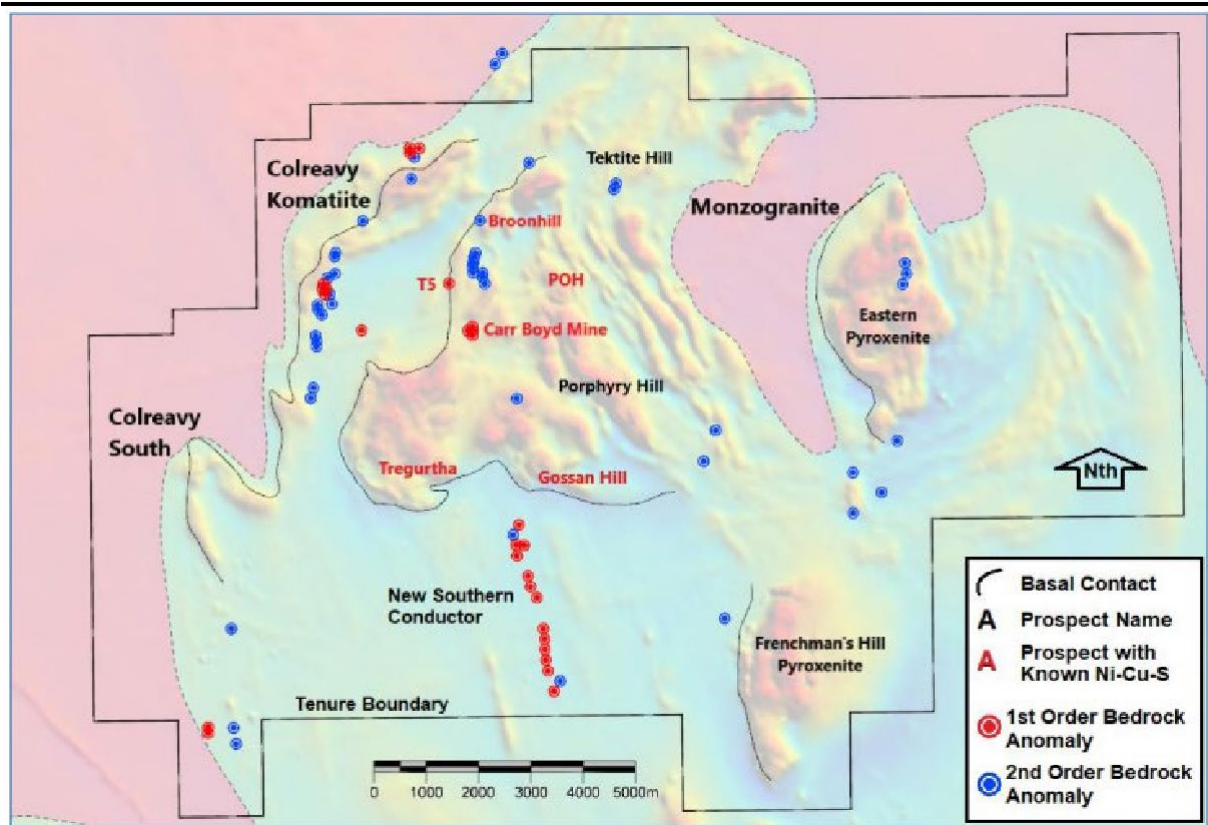 Tektite Hill
Colreavy
Komatiite
Monzogranite
Broonhill
T5
POH
Carr Boyd Mine
Eastern
Pyroxenite
Porphyry Hill
Colreavy
South
Tregurtha
Gossan Hill
Nth
New Southern
Conductor
Frenchman's Hill
Pyroxenite
Tenure Boundary
0 1000 2000 3000 4000 5000m
Basal Contact
A Prospect Name
A Prospect with
Known Ni-Cu-S
1st Order Bedrock
Anomaly
2nd Order Bedrock
Anomaly